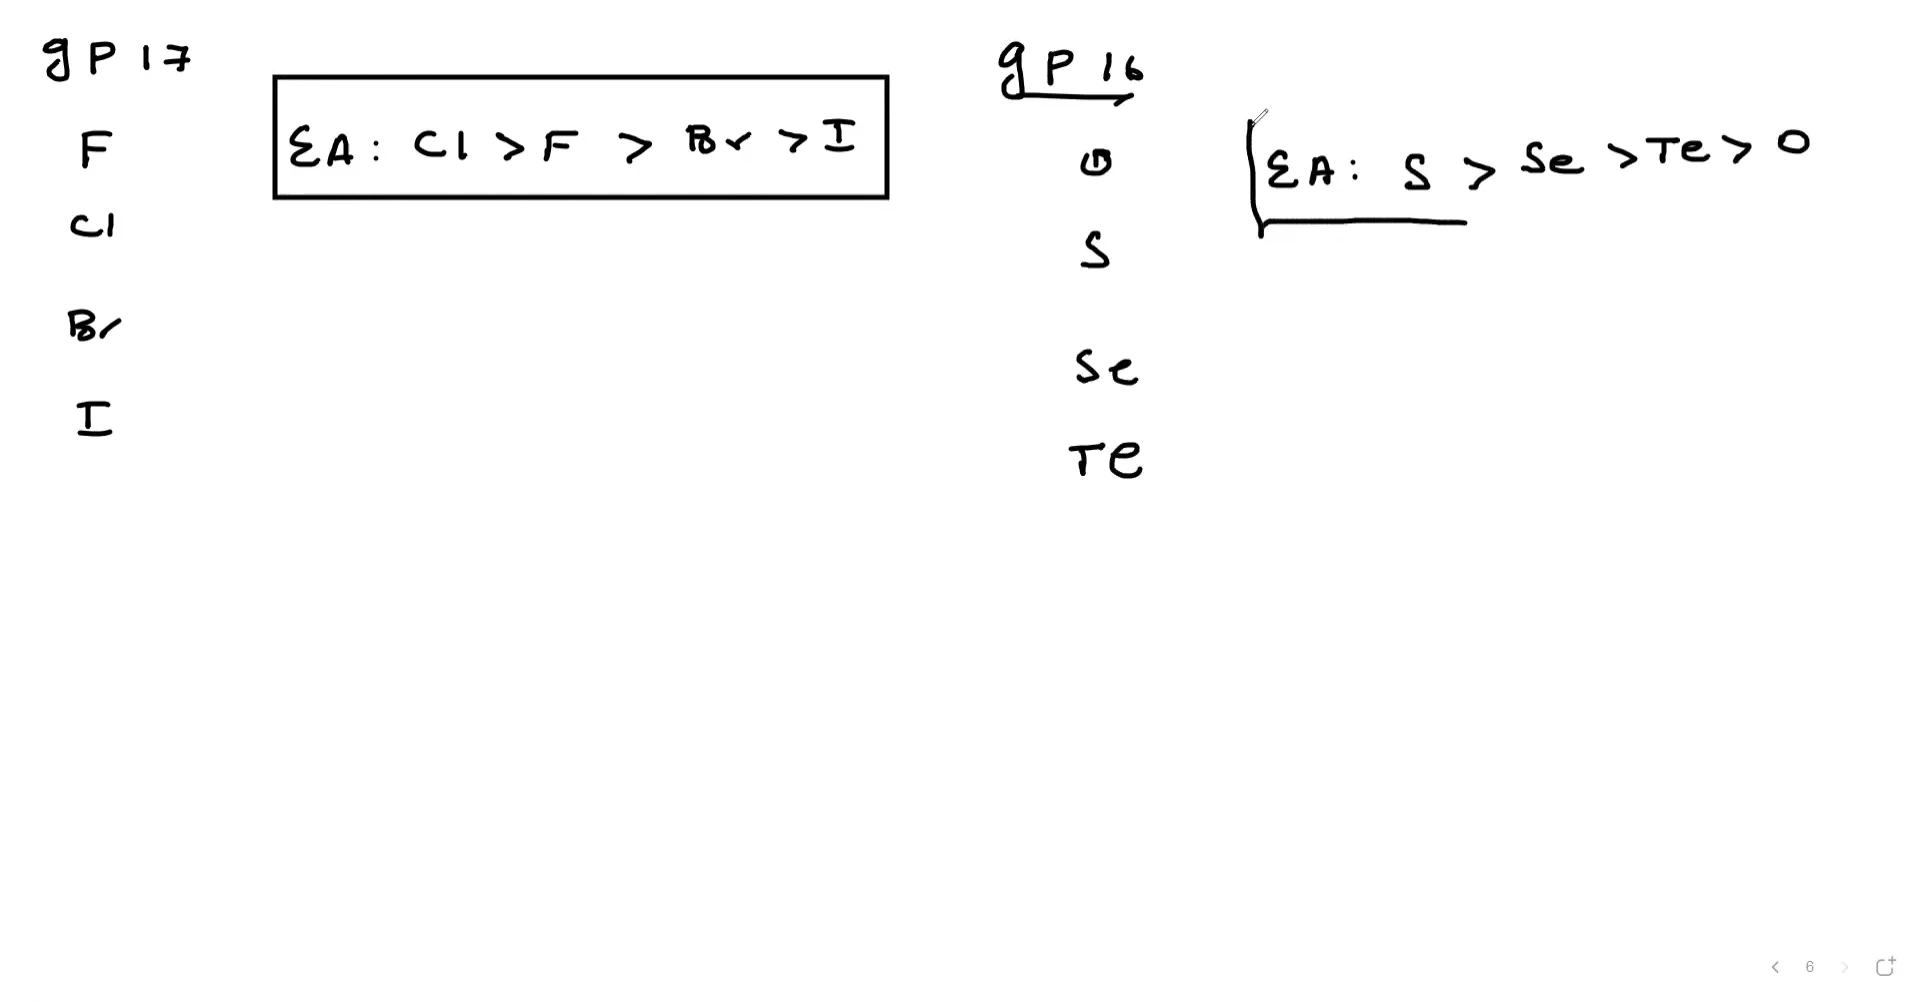 gP 17
F
Cl
Br
I
EA: Cl > F > Br > I
gP 16
O
S
Se
Te
EA: S > Se > Te > O
6